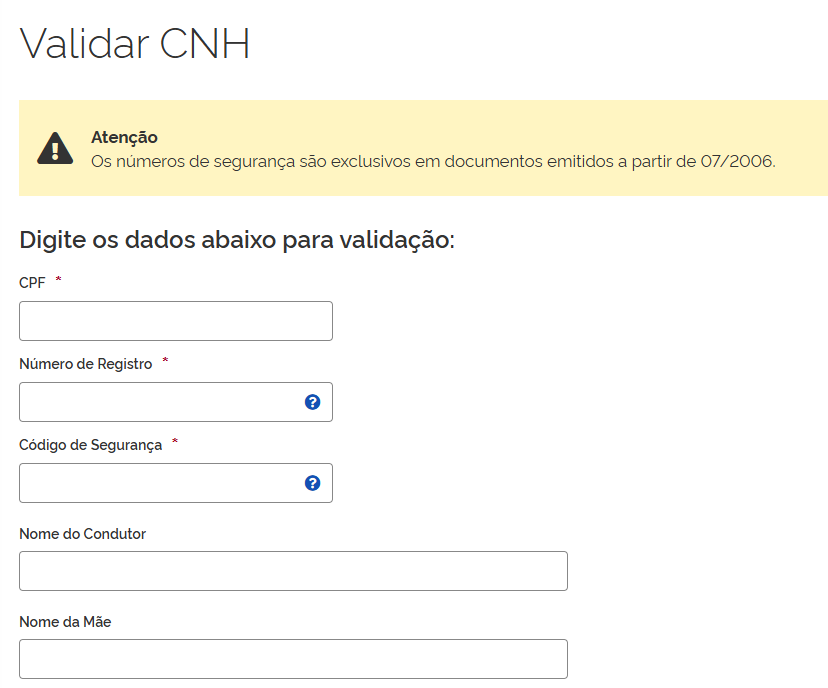 Validar CNH
Atenção
Os números de segurança são exclusivos em documentos emitidos a partir de 07/2006.
Digite os dados abaixo para validação:
CPF *
Número de Registro *
Código de Segurança *
Nome do Condutor
Nome da Mãe